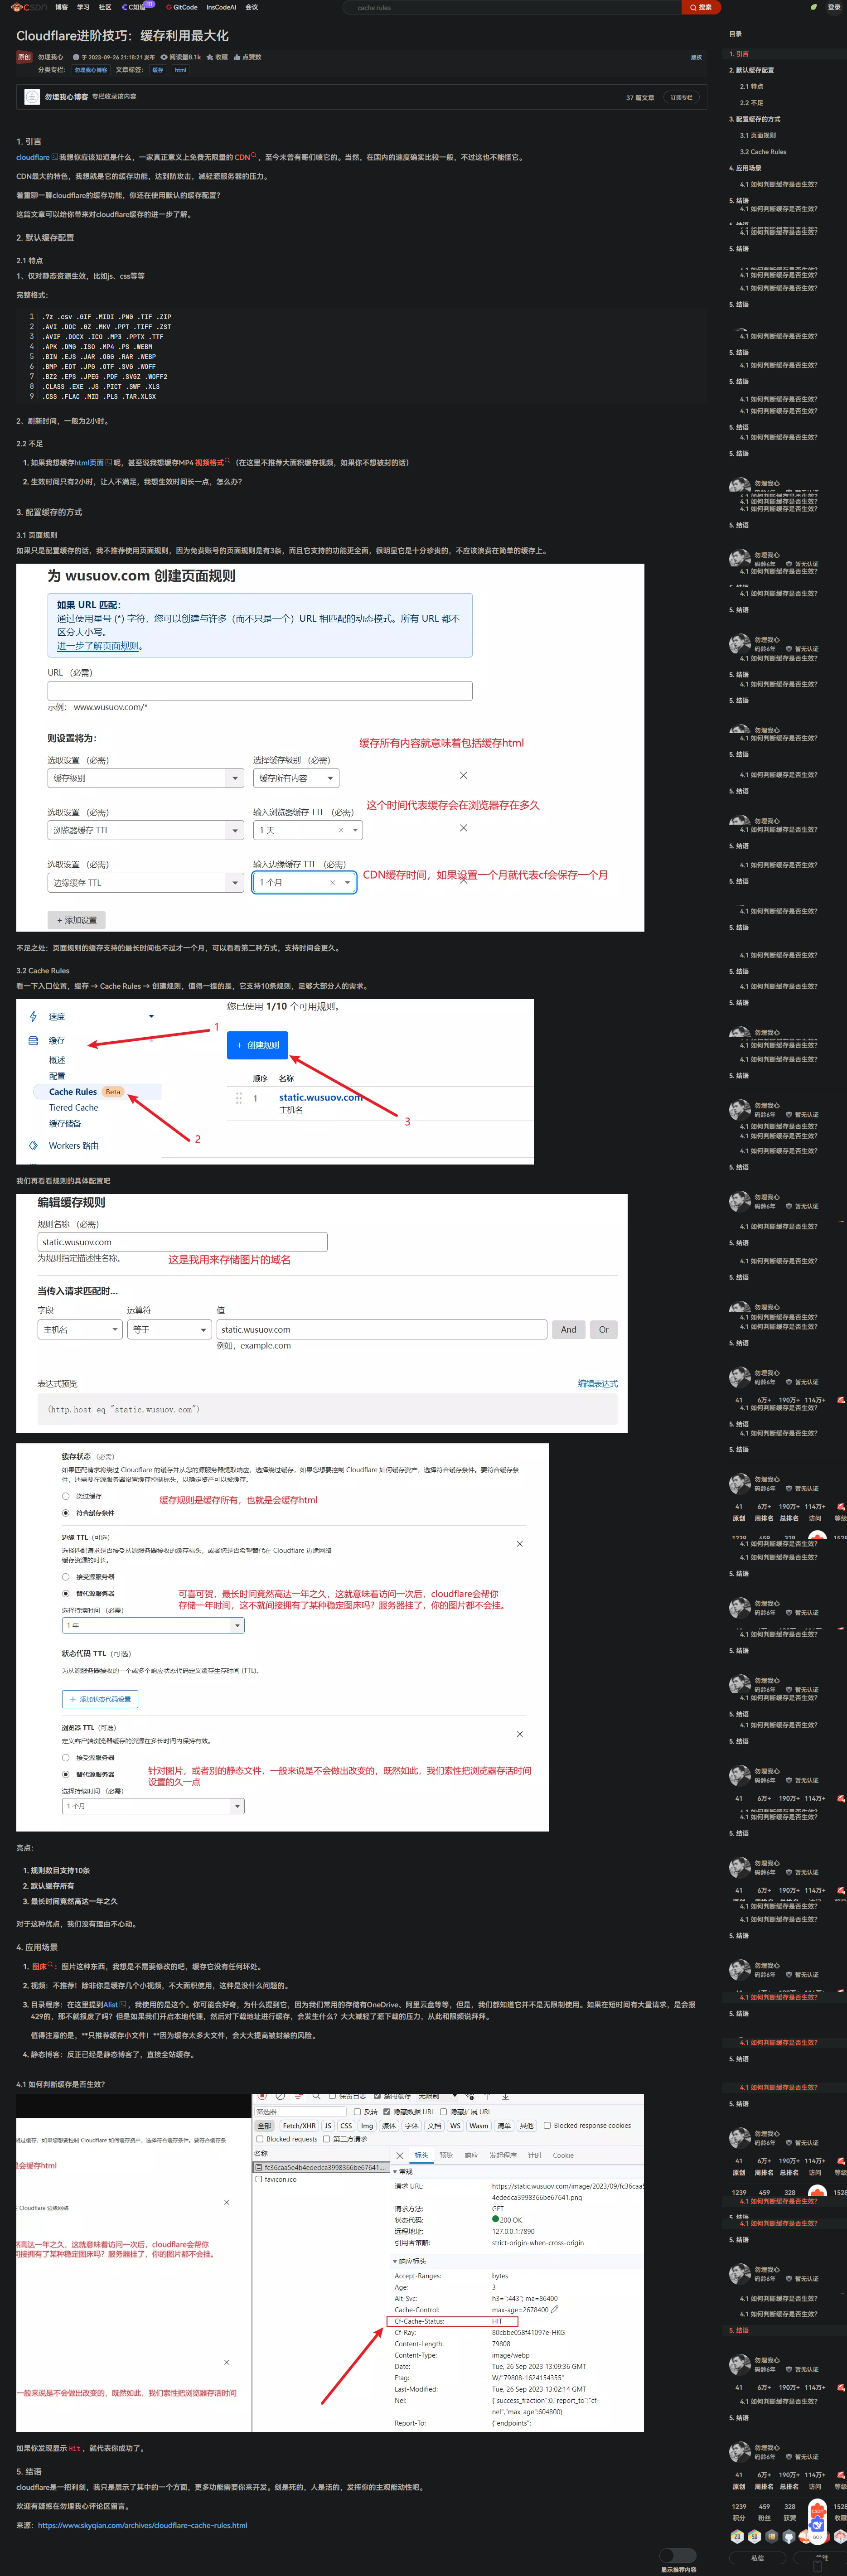 CSDN 博客 学习 社区 C知道 GitCode InsCodeAI 会议 cache rules 搜索 登录
Cloudflare进阶技巧：缓存利用最大化
原创 勿埋我心 于 2023-09-26 21:18:21 发布 阅读量8.1k 收藏 点赞数 版权
分类专栏： 勿埋我心博客 文章标签： 缓存 html
勿埋我心博客 专栏收录该内容 37 篇文章 订阅专栏
1. 引言
cloudflare 我想你应该知道是什么，一家真正意义上免费无限量的 CDN ，至今未曾有哥们喷它的。当然，在国内的速度确实比较一般，不过这也不能怪它。
CDN最大的特色，我想就是它的缓存功能，达到防攻击，减轻源服务器的压力。
着重聊一聊cloudflare的缓存功能，你还在使用默认的缓存配置？
这篇文章可以给你带来对cloudflare缓存的进一步了解。
2. 默认缓存配置
2.1 特点
1、仅对静态资源生效，比如js、css等等
完整格式：
1 .7z .csv .GIF .MIDI .PNG .TIF .ZIP
2 .AVI .DOC .GZ .MKV .PPT .TIFF .ZST
3 .AVIF .DOCX .ICO .MP3 .PPTX .TTF
4 .APK .DMG .ISO .MP4 .PS .WEBM
5 .BIN .EJS .JAR .OGG .RAR .WEBP
6 .BMP .EOT .JPG .OTF .SVG .WOFF
7 .BZ2 .EPS .JPEG .PDF .SVGZ .WOFF2
8 .CLASS .EXE .JS .PICT .SWF .XLS
9 .CSS .FLAC .MID .PLS .TAR.XLSX
2、刷新时间，一般为2小时。
2.2 不足
1. 如果我想缓存html页面 呢，甚至说我想缓存MP4 视频格式 （在这里不推荐大面积缓存视频，如果你不想被封的话）
2. 生效时间只有2小时，让人不满足，我想生效时间长一点，怎么办？
3. 配置缓存的方式
3.1 页面规则
如果只是配置缓存的话，我不推荐使用页面规则，因为免费账号的页面规则是有3条，而且它支持的功能更全面，很明显它是十分珍贵的，不应该浪费在简单的缓存上。
为 wusuov.com 创建页面规则
如果 URL 匹配：
通过使用星号 (*) 字符，您可以创建与许多（而不只是一个）URL 相匹配的动态模式。所有 URL 都不
区分大小写。
进一步了解页面规则。
URL （必需）
示例： www.wusuov.com/*
则设置将为：
缓存所有内容就意味着包括缓存html
选取设置 （必需） 选择缓存级别 （必需）
缓存级别 缓存所有内容
这个时间代表缓存会在浏览器存在多久
选取设置 （必需） 输入浏览器缓存 TTL （必需）
浏览器缓存 TTL 1 天
选取设置 （必需） 输入边缘缓存 TTL （必需）
边缘缓存 TTL 1 个月
CDN缓存时间，如果设置一个月就代表cf会保存一个月
+ 添加设置
不足之处：页面规则的缓存支持的最长时间也不过才一个月，可以看看第二种方式，支持时间会更久。
3.2 Cache Rules
看一下入口位置，缓存 → Cache Rules → 创建规则，值得一提的是，它支持10条规则，足够大部分人的需求。
速度
缓存
概述
配置
Cache Rules Beta
Tiered Cache
缓存储备
Workers 路由
1
2
您已使用 1/10 个可用规则。
+ 创建规则
顺序 名称
1 static.wusuov.com
主机名
3
我们再看看规则的具体配置吧
编辑缓存规则
规则名称 （必需）
static.wusuov.com
为规则指定描述性名称。
这是我用来存储图片的域名
当传入请求匹配时...
字段 运算符 值
主机名 等于 static.wusuov.com And Or
例如，example.com
表达式预览 编辑表达式
(http.host eq "static.wusuov.com")
缓存状态 （必需）
如果匹配请求将绕过 Cloudflare 的缓存并从您的源服务器提取响应，选择绕过缓存，如果您想要控制 Cloudflare 如何缓存资产，选择符合缓存条件。要符合缓存条
件，还需要在源服务器设置缓存控制标头，以确定资产可以被缓存。
绕过缓存
符合缓存条件
缓存规则是缓存所有，也就是会缓存html
边缘 TTL（可选）
选择匹配请求是否接受从源服务器接收的缓存标头，或者您是否希望替代在 Cloudflare 边缘网络
缓存资源的时长。
接受源服务器
替代源服务器
选择持续时间 （必需）
1 年
可喜可贺，最长时间竟然高达一年之久，这就意味着访问一次后，cloudflare会帮你
存储一年时间，这不就间接拥有了某种稳定图床吗？服务器挂了，你的图片都不会挂。
状态代码 TTL（可选）
为从源服务器接收的一个或多个响应状态代码定义缓存生存时间 (TTL)。
+ 添加状态代码设置
浏览器 TTL（可选）
定义客户端浏览器缓存的资源在多长时间内保持有效。
接受源服务器
替代源服务器
选择持续时间 （必需）
1 个月
针对图片，或者别的静态文件，一般来说是不会做出改变的，既然如此，我们索性把浏览器存活时间
设置的久一点
亮点：
1. 规则数目支持10条
2. 默认缓存所有
3. 最长时间竟然高达一年之久
对于这种优点，我们没有理由不心动。
4. 应用场景
1. 图床 ：图片这种东西，我想是不需要修改的吧，缓存它没有任何坏处。
2. 视频：不推荐！除非你是缓存几个小视频，不大面积使用，这种是没什么问题的。
3. 目录程序：在这里提到Alist ，我使用的是这个。你可能会好奇，为什么提到它，因为我们常用的存储有OneDrive、阿里云盘等等，但是，我们都知道它并不是无限制使用。如果在短时间有大量请求，是会报
429的，那不就报废了吗？但是如果我们开启本地代理，然后对下载地址进行缓存，会发生什么？大大减轻了源下载的压力，从此和限频说拜拜。
值得注意的是，**只推荐缓存小文件！**因为缓存太多大文件，会大大提高被封禁的风险。
4. 静态博客：反正已经是静态博客了，直接全站缓存。
4.1 如何判断缓存是否生效？
会缓存html
Cloudflare 边缘网络
然高达一年之久，这就意味着访问一次后，cloudflare会帮你
间接拥有了某种稳定图床吗？服务器挂了，你的图片都不会挂。
一般来说是不会做出改变的，既然如此，我们索性把浏览器存活时间
保留日志 禁用缓存 无限制
筛选器 反转 隐藏数据 URL 隐藏扩展 URL
全部 Fetch/XHR JS CSS Img 媒体 字体 文档 WS Wasm 清单 其他 Blocked response cookies
Blocked requests 第三方请求
名称
fc36caa5e4b4ededca3998366be67641....
favicon.ico
标头 预览 响应 发起程序 计时 Cookie
常规
请求 URL: https://static.wusuov.com/image/2023/09/fc36caa5
4ededca3998366be67641.png
请求方法: GET
状态代码: 200 OK
远程地址: 127.0.0.1:7890
引用者策略: strict-origin-when-cross-origin
响应标头
Accept-Ranges: bytes
Age: 3
Alt-Svc: h3=":443"; ma=86400
Cache-Control: max-age=2678400
Cf-Cache-Status: HIT
Cf-Ray: 80cbbe058f41097e-HKG
Content-Length: 79808
Content-Type: image/webp
Date: Tue, 26 Sep 2023 13:09:36 GMT
Etag: W/"79808-1624154355"
Last-Modified: Tue, 26 Sep 2023 13:02:14 GMT
Nel: {"success_fraction":0,"report_to":"cf-
nel","max_age":604800}
Report-To: {"endpoints":
如果你发现显示 Hit ，就代表你成功了。
5. 结语
cloudflare是一把利剑，我只是展示了其中的一个方面，更多功能需要你来开发。剑是死的，人是活的，发挥你的主观能动性吧。
欢迎有疑惑在勿埋我心评论区留言。
来源：https://www.skyqian.com/archives/cloudflare-cache-rules.html
目录
1. 引言
2. 默认缓存配置
2.1 特点
2.2 不足
3. 配置缓存的方式
3.1 页面规则
3.2 Cache Rules
4. 应用场景
4.1 如何判断缓存是否生效？
5. 结语
勿埋我心
码龄6年 暂无认证
41 6万+ 190万+ 114万+
原创 周排名 总排名 访问 等级
1239 459 328 1528
积分 粉丝 获赞 收藏
私信
显示推荐内容